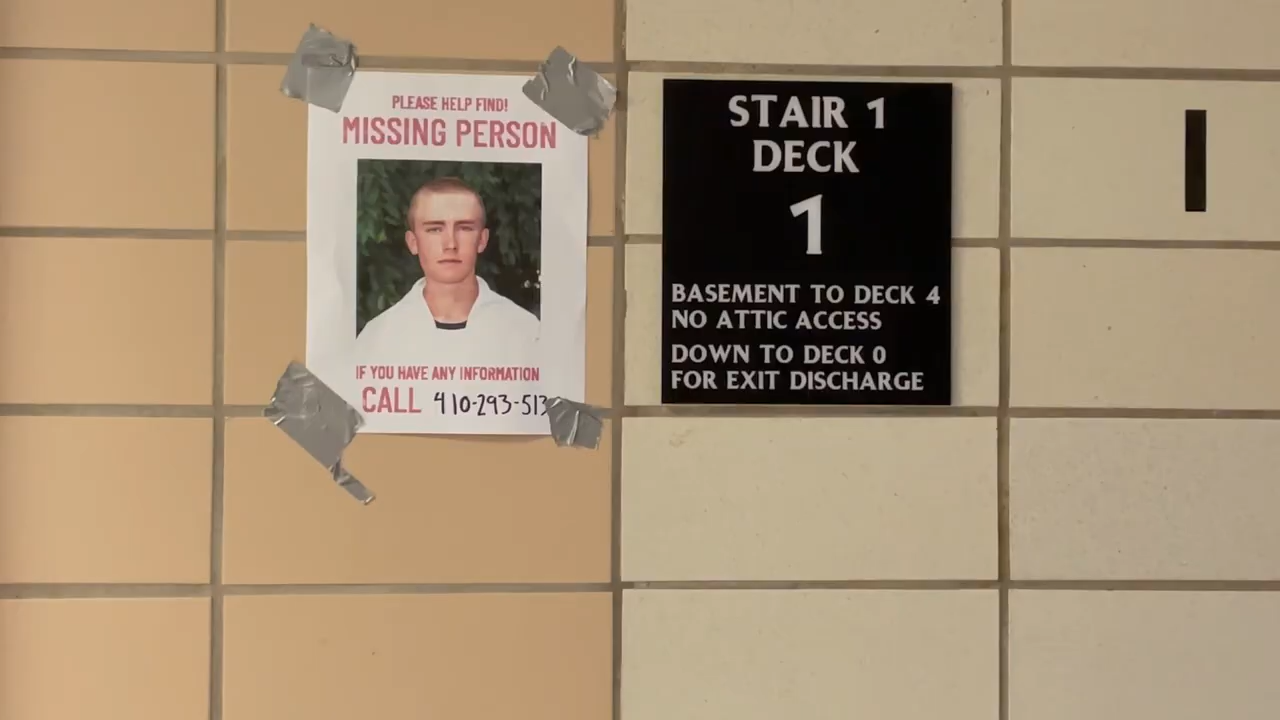 PLEASE HELP FIND!
MISSING PERSON
IF YOU HAVE ANY INFORMATION
CALL 410-293-513
STAIR 1
DECK
1
BASEMENT TO DECK 4
NO ATTIC ACCESS
DOWN TO DECK 0
FOR EXIT DISCHARGE